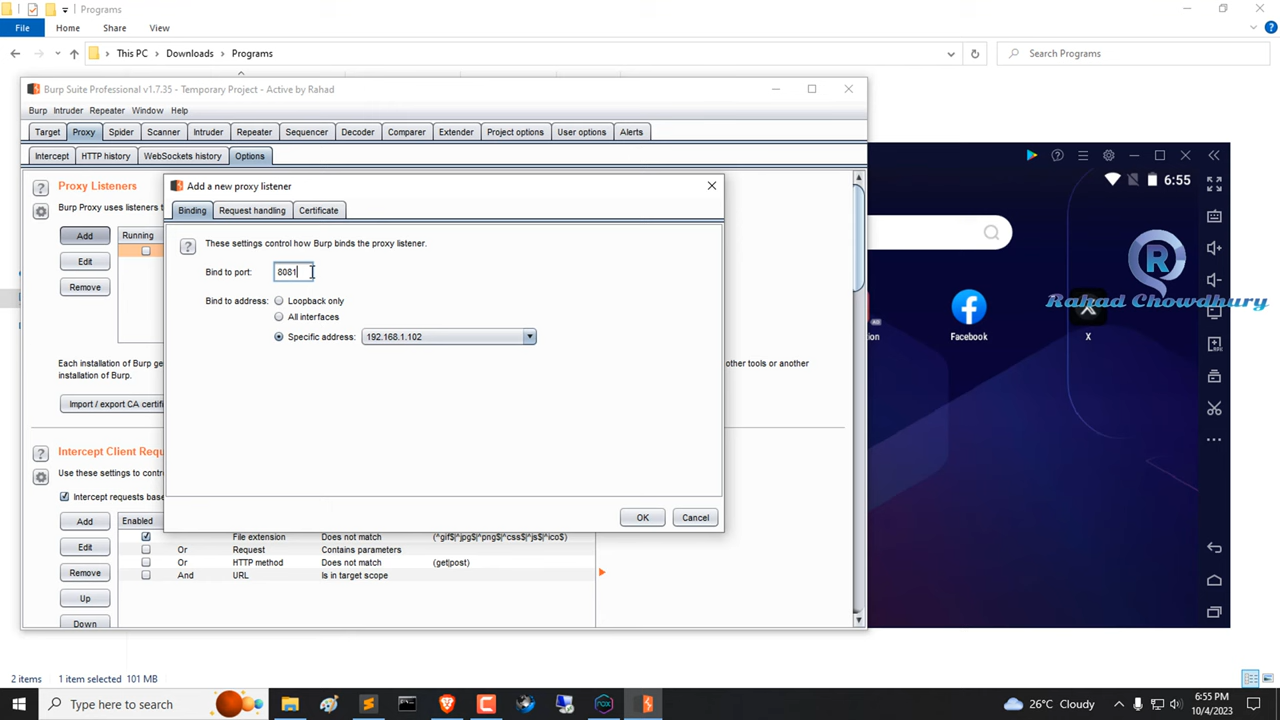 Programs
File Home Share View
This PC Downloads Programs
Search Programs
Burp Suite Professional v1.7.35 - Temporary Project - Active by Rahad
Burp Intruder Repeater Window Help
Target Proxy Spider Scanner Intruder Repeater Sequencer Decoder Comparer Extender Project options User options Alerts
Intercept HTTP history WebSockets history Options
6:55
Proxy Listeners
Add a new proxy listener
Burp Proxy uses listeners
Binding Request handling Certificate
Add Running
Edit
Remove
These settings control how Burp binds the proxy listener.
Bind to port: 8081
Bind to address: Loopback only
All interfaces
Specific address: 192.168.1.102
Rahad Chowdhury
Facebook
X
Each installation of Burp
other tools or another
installation of Burp.
Import / export CA
Intercept Client
Use these settings to
Intercept requests
OK Cancel
Add Enabled
File extension Does not match (^gif$|^jpg$|^png$|^css$|^js$|^ico$)
Edit Or Request Contains parameters
Or HTTP method Does not match (get|post)
Remove And URL Is in target scope
Up
Down
2 items 1 item selected 101 MB
Type here to search
26°C Cloudy
6:55 PM
10/4/2023